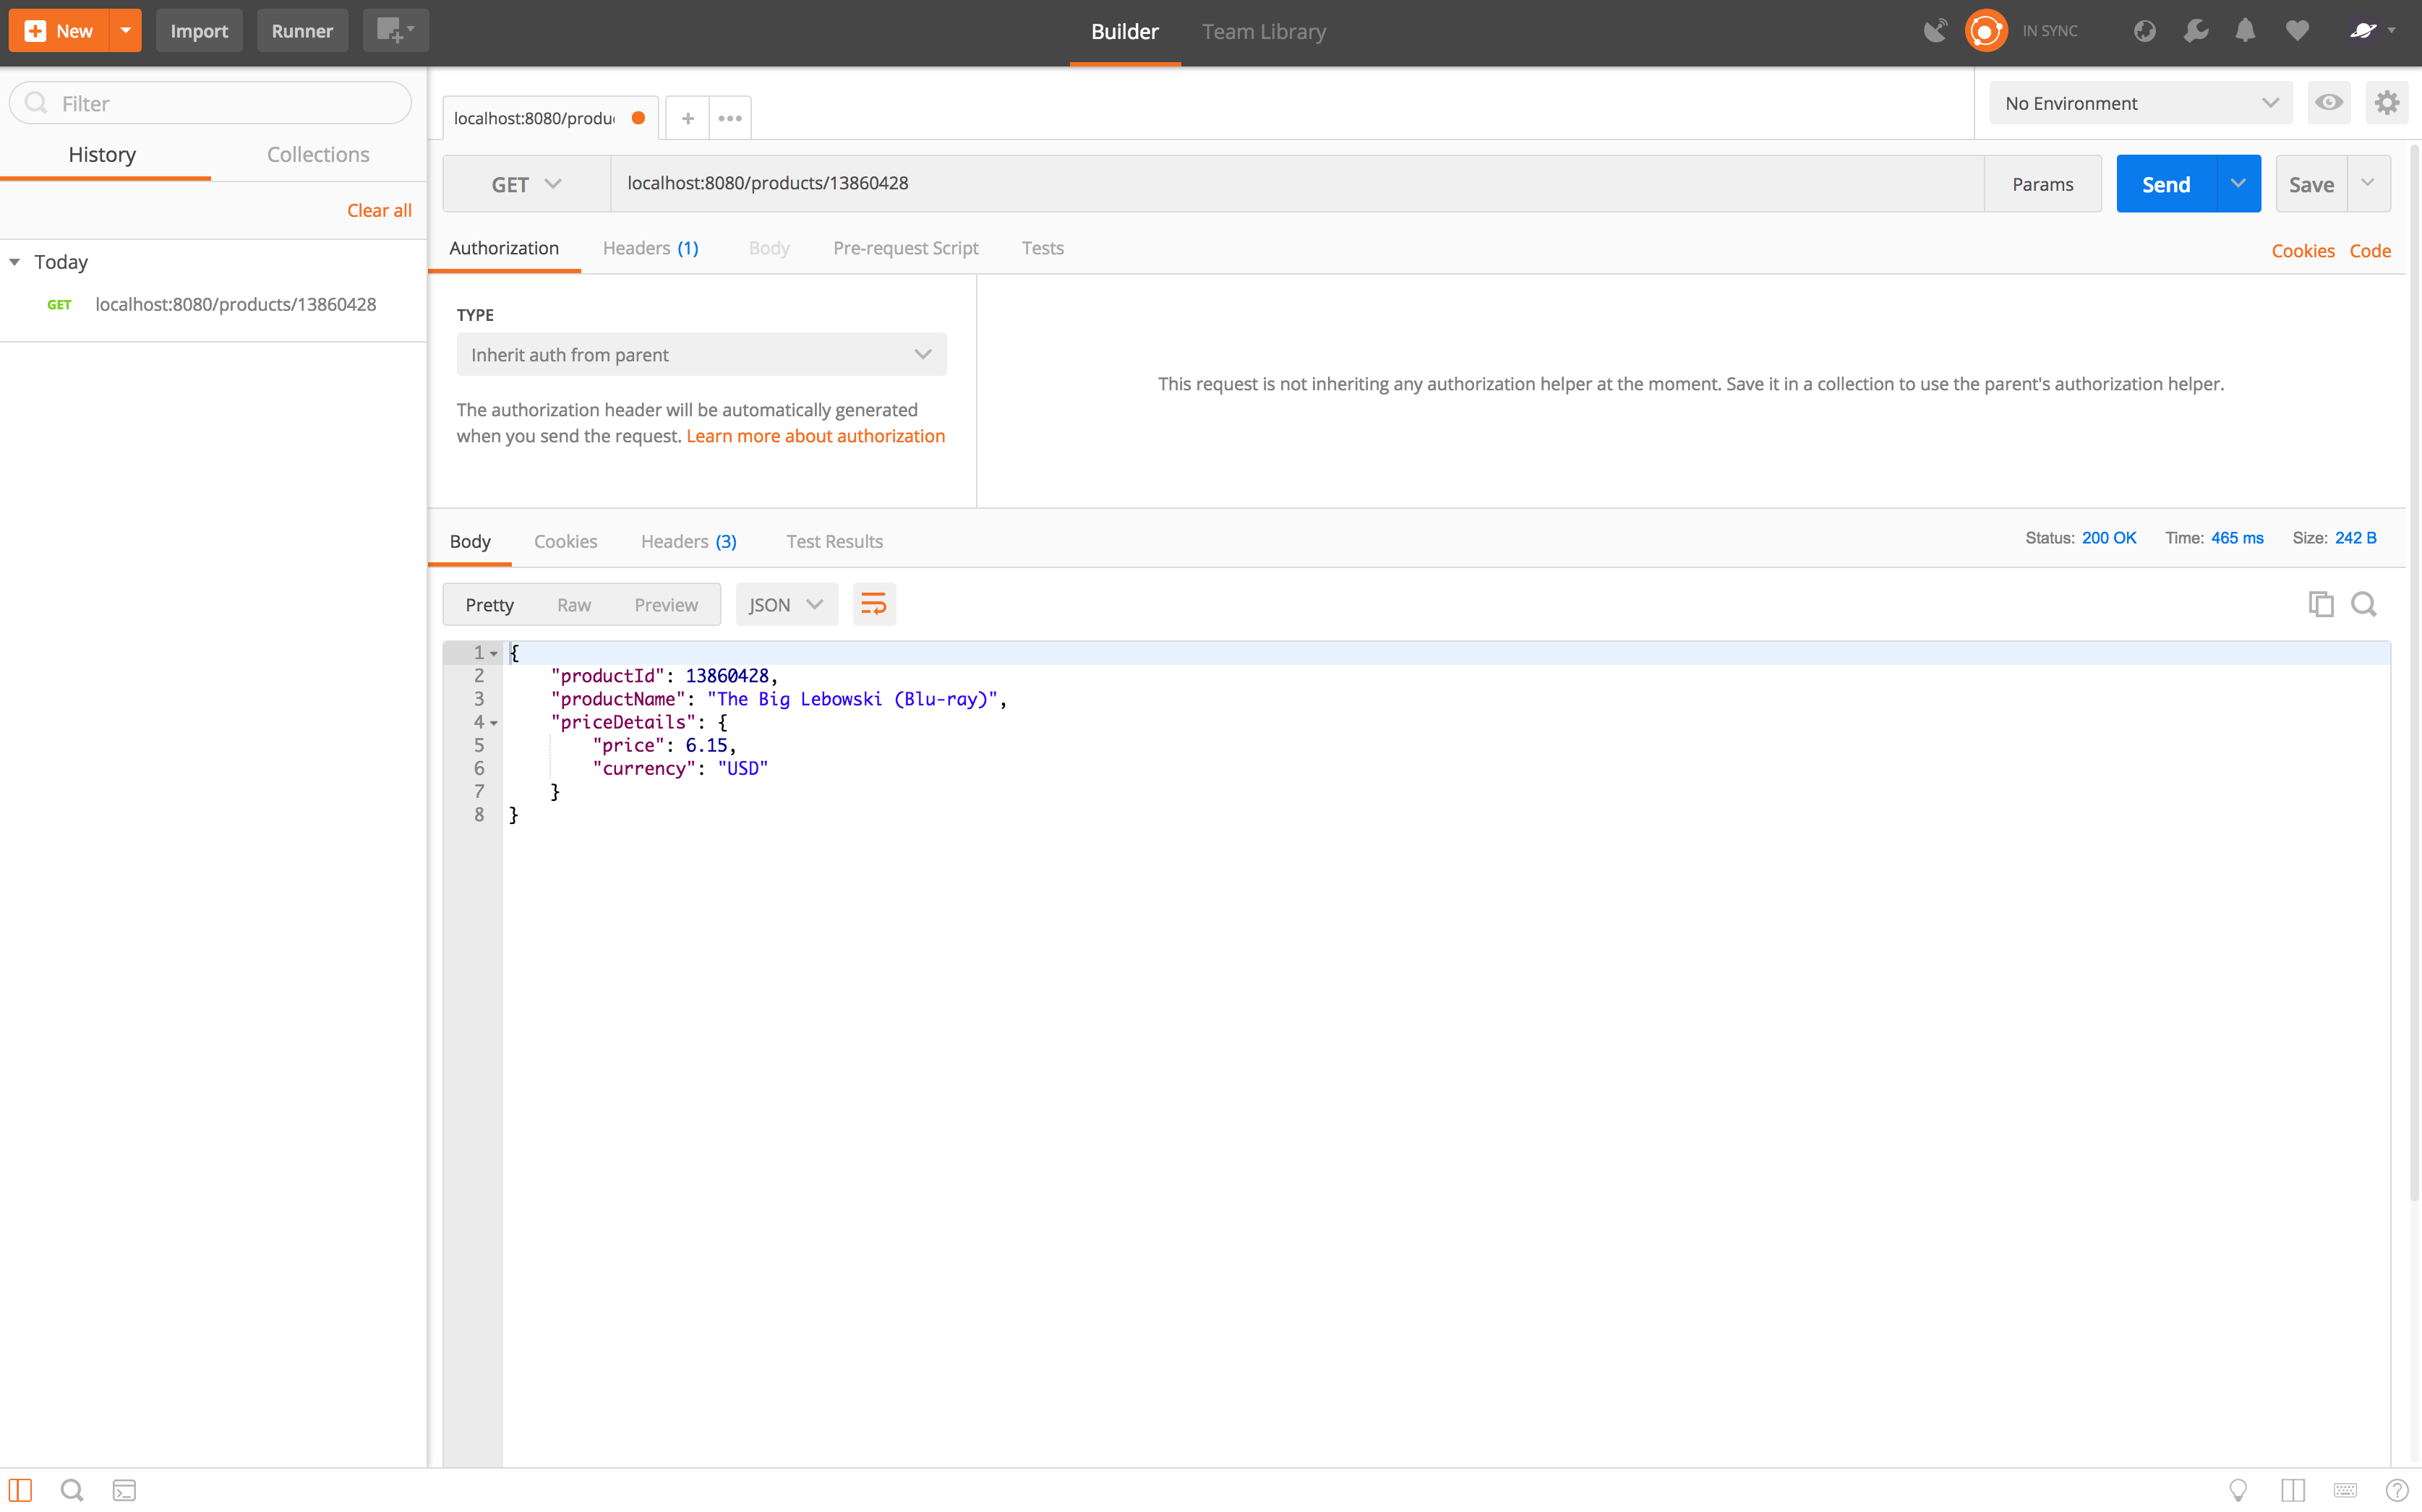 New Import Runner Builder Team Library IN SYNC
Filter
localhost:8080/produ + ••• No Environment
History Collections
GET localhost:8080/products/13860428 Params Send Save
Clear all
Authorization Headers (1) Body Pre-request Script Tests Cookies Code
Today
GET localhost:8080/products/13860428
TYPE
Inherit auth from parent
The authorization header will be automatically generated
when you send the request. Learn more about authorization
This request is not inheriting any authorization helper at the moment. Save it in a collection to use the parent's authorization helper.
Body Cookies Headers (3) Test Results Status: 200 OK Time: 465 ms Size: 242 B
Pretty Raw Preview JSON
1 {
2 "productId": 13860428,
3 "productName": "The Big Lebowski (Blu-ray)",
4 "priceDetails": {
5 "price": 6.15,
6 "currency": "USD"
7 }
8 }